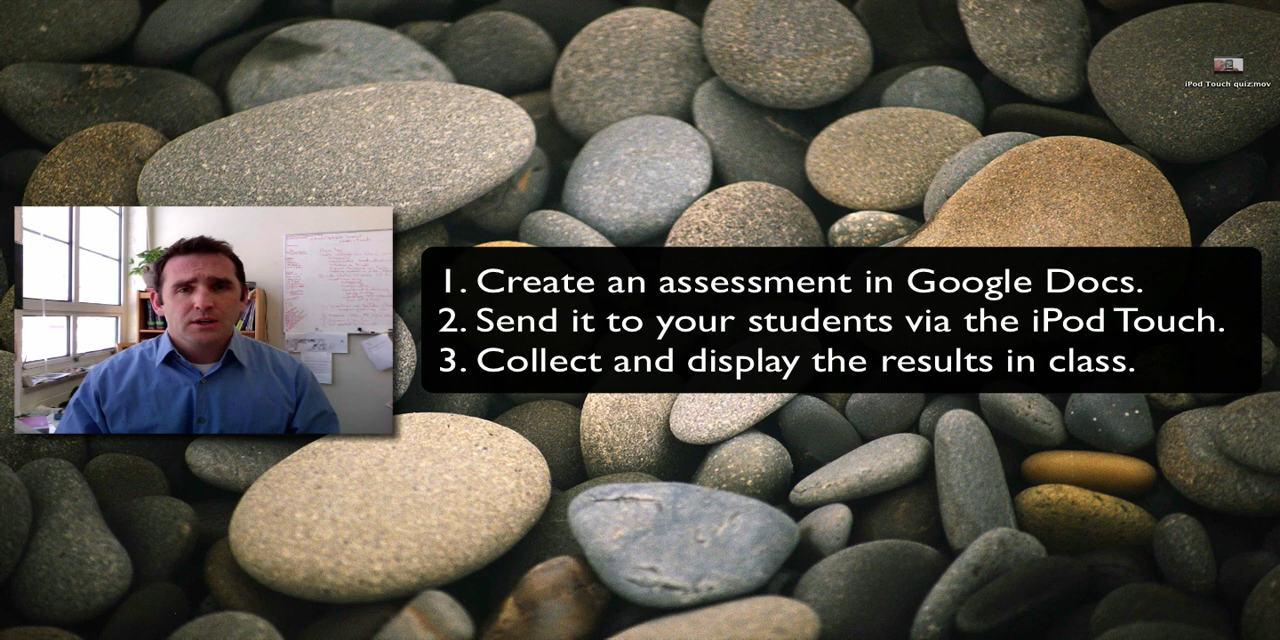 iPod Touch quiz.mov
1. Create an assessment in Google Docs.
2. Send it to your students via the iPod Touch.
3. Collect and display the results in class.